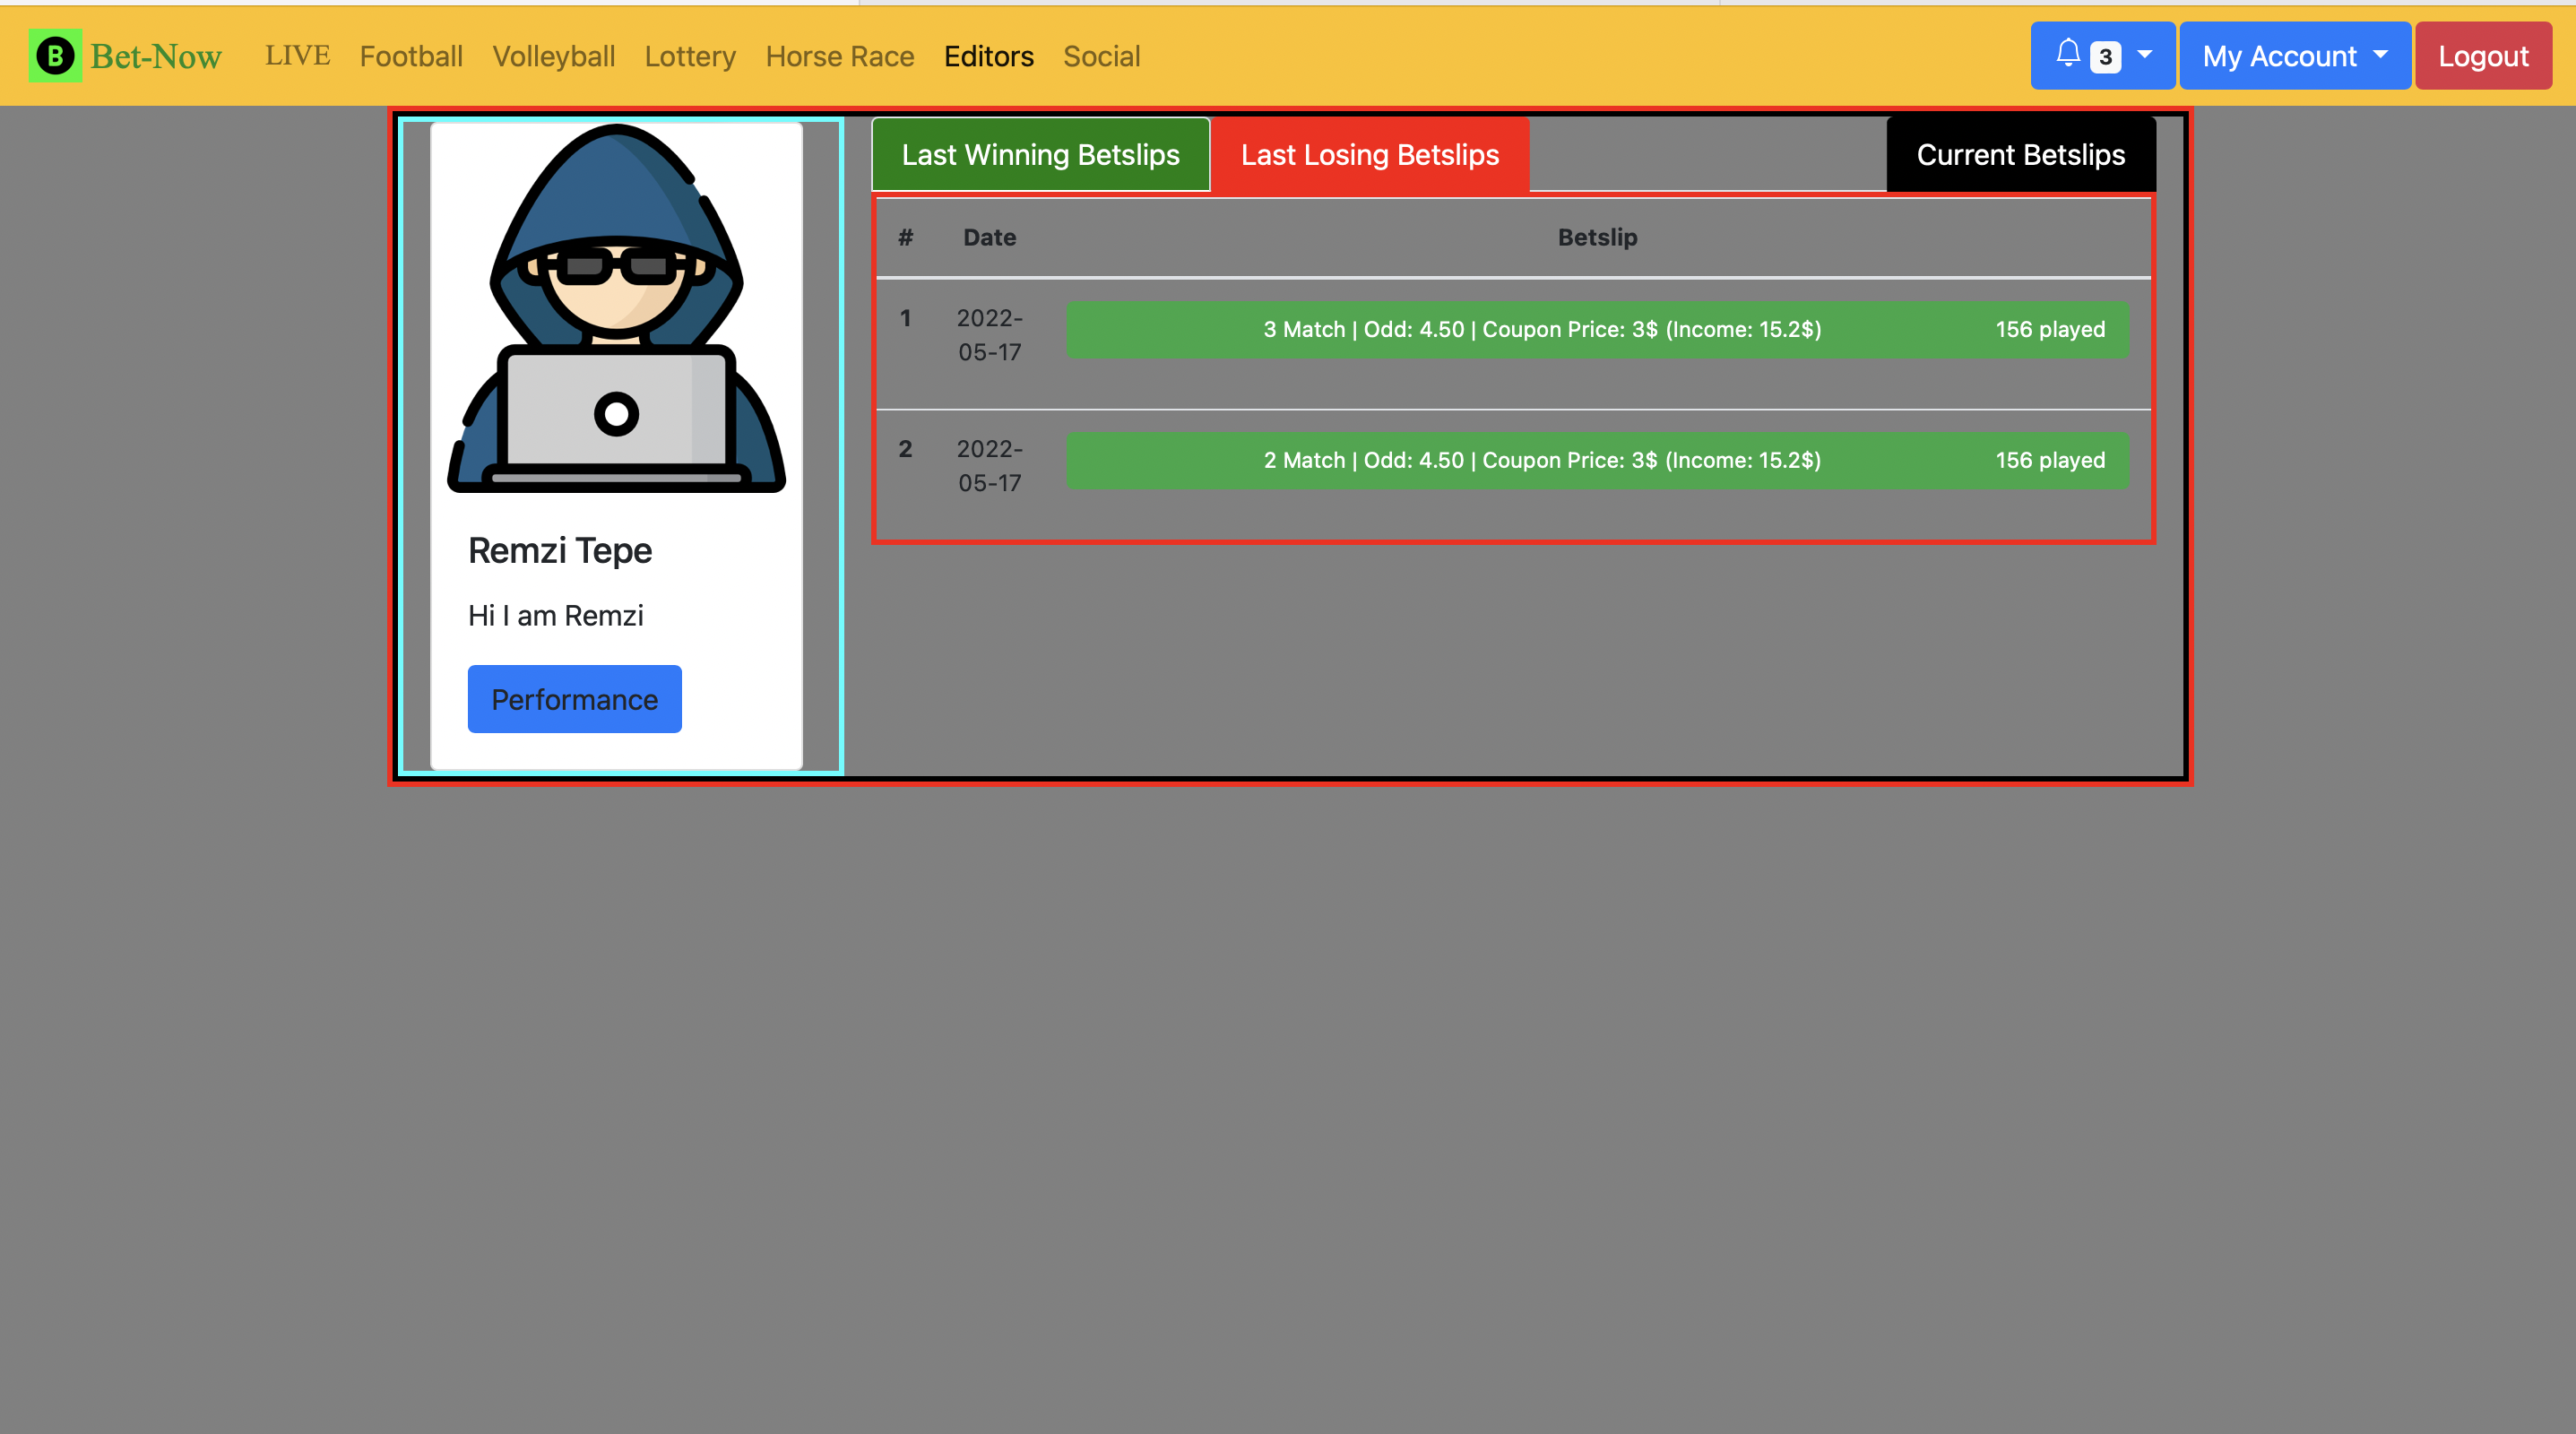 B Bet-Now LIVE Football Volleyball Lottery Horse Race Editors Social 3 My Account Logout
Last Winning Betslips Last Losing Betslips Current Betslips
# Date Betslip
1 2022-05-17 3 Match | Odd: 4.50 | Coupon Price: 3$ (Income: 15.2$) 156 played
2 2022-05-17 2 Match | Odd: 4.50 | Coupon Price: 3$ (Income: 15.2$) 156 played
Remzi Tepe
Hi I am Remzi
Performance